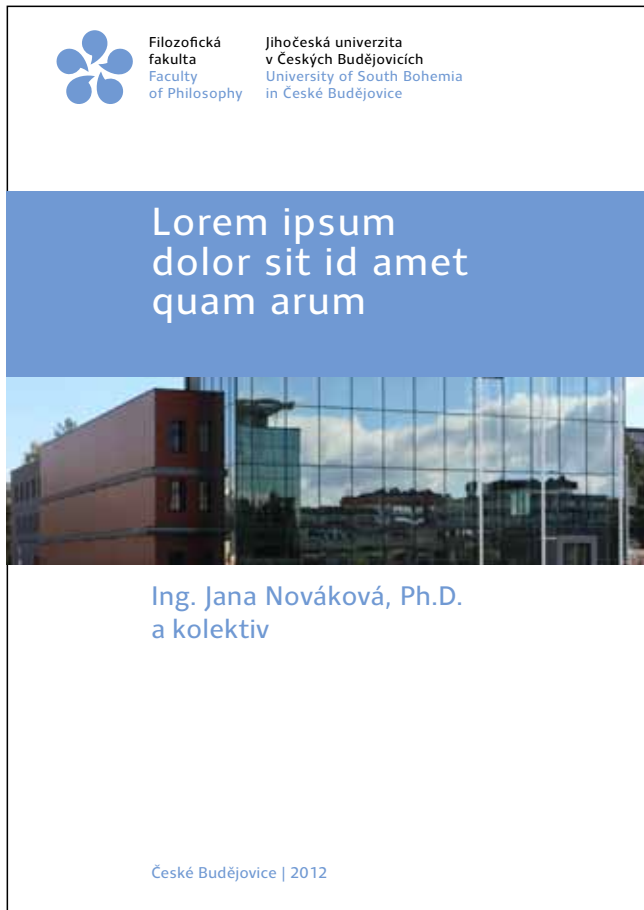 Filozofická
fakulta
Faculty
of Philosophy
Jihočeská univerzita
v Českých Budějovicích
University of South Bohemia
in České Budějovice
Lorem ipsum
dolor sit id amet
quam arum
Ing. Jana Nováková, Ph.D.
a kolektiv
České Budějovice | 2012